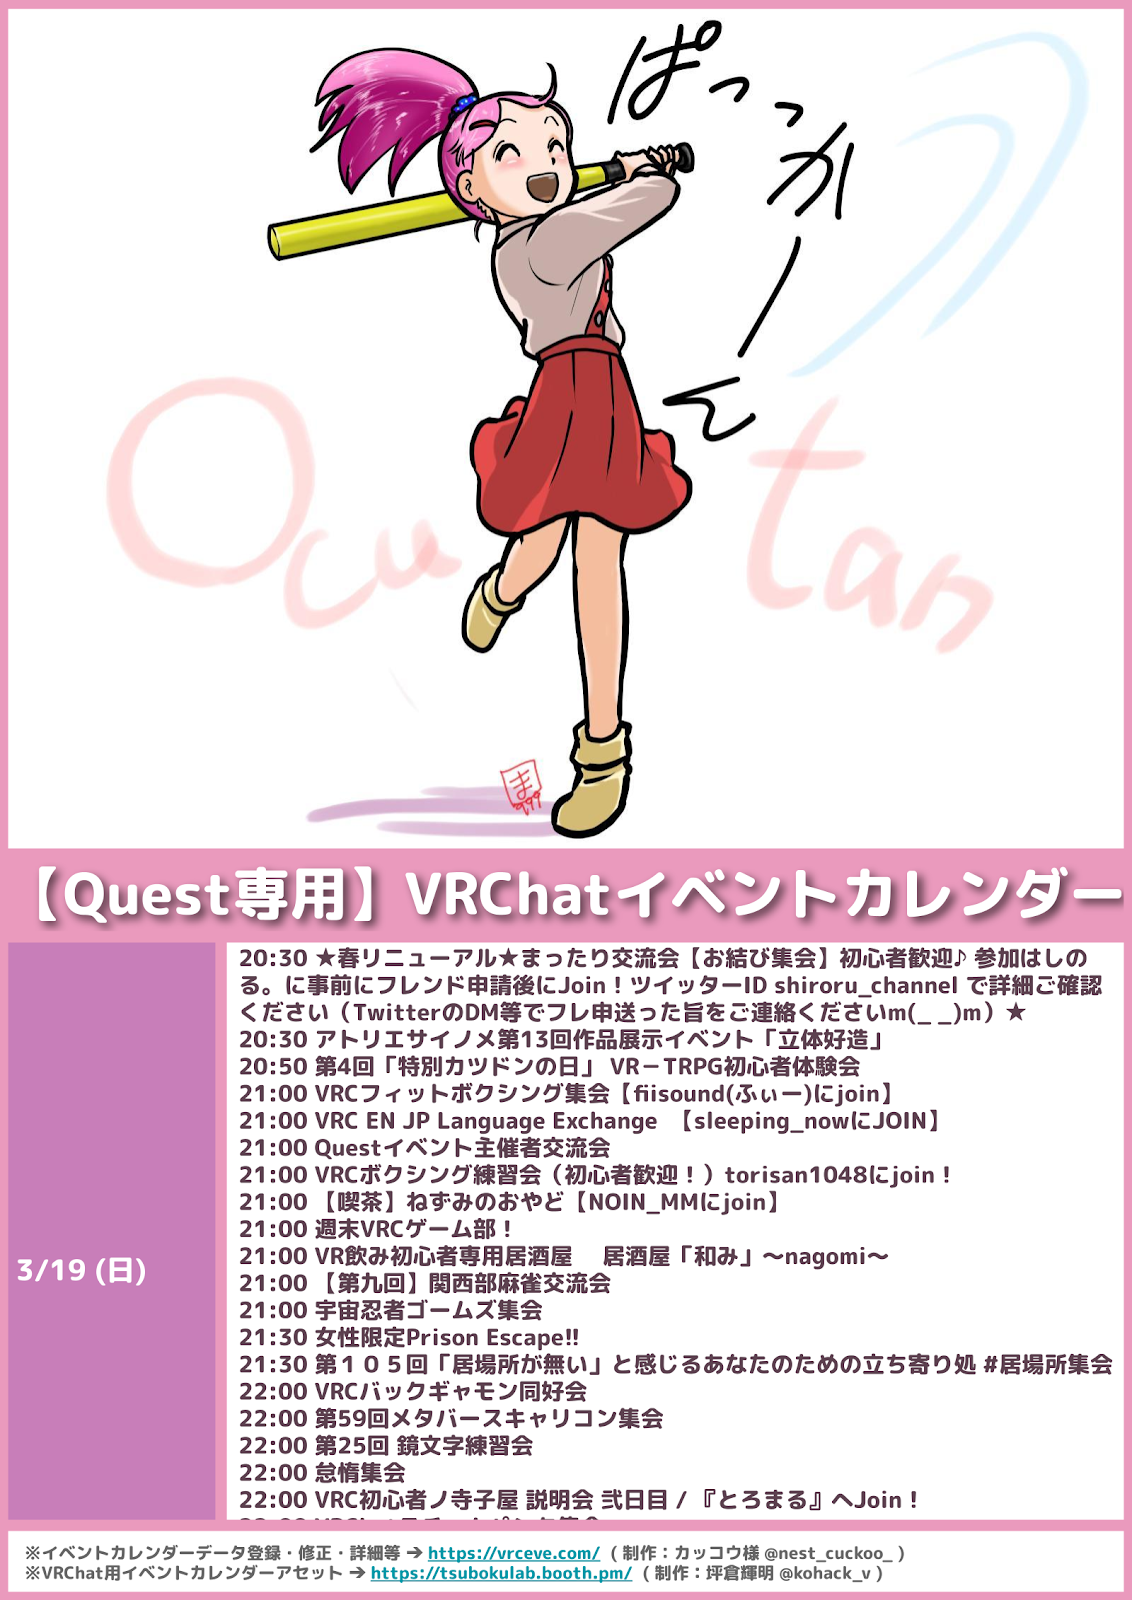 ぱっっかーん
Ocu tan
ま
999
【Quest専用】VRChatイベントカレンダー
3/19 (日)
20:30 ★春リニューアル★まったり交流会【お結び集会】初心者歓迎♪ 参加はしの
る。に事前にフレンド申請後にJoin！ツイッターID shiroru_channel で詳細ご確認
ください（TwitterのDM等でフレ申送った旨をご連絡くださいm(_ _)m）★
20:30 アトリエサイノメ第13回作品展示イベント「立体好造」
20:50 第4回「特別カツドンの日」 VR－TRPG初心者体験会
21:00 VRCフィットボクシング集会【fiisound(ふぃー)にjoin】
21:00 VRC EN JP Language Exchange 【sleeping_nowにJOIN】
21:00 Questイベント主催者交流会
21:00 VRCボクシング練習会（初心者歓迎！）torisan1048にjoin！
21:00 【喫茶】ねずみのおやど【NOIN_MMにjoin】
21:00 週末VRCゲーム部！
21:00 VR飲み初心者専用居酒屋　居酒屋「和み」～nagomi～
21:00 【第九回】関西部麻雀交流会
21:00 宇宙忍者ゴームズ集会
21:30 女性限定Prison Escape!!
21:30 第１０５回「居場所が無い」と感じるあなたのための立ち寄り処 #居場所集会
22:00 VRCバックギャモン同好会
22:00 第59回メタバースキャリコン集会
22:00 第25回 鏡文字練習会
22:00 怠惰集会
22:00 VRC初心者ノ寺子屋 説明会 弐日目 / 『とろまる』へJoin！
※イベントカレンダーデータ登録・修正・詳細等 ➔ https://vrceve.com/ ( 制作：カッコウ様 @nest_cuckoo_ )
※VRChat用イベントカレンダーアセット ➔ https://tsubokulab.booth.pm/ ( 制作：坪倉輝明 @kohack_v )